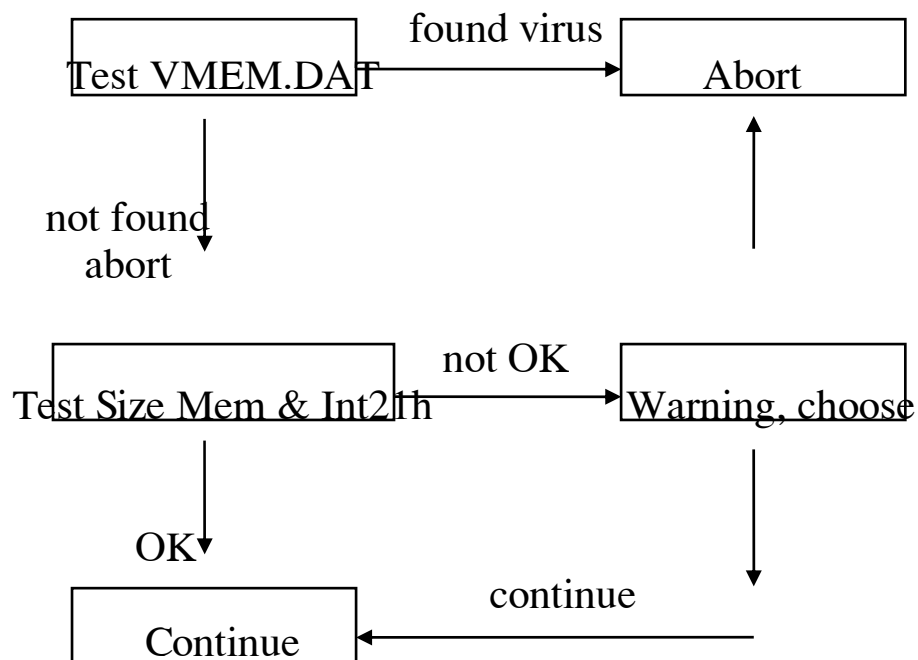 found virus
Test VMEM.DAT
Abort
not found
abort
not OK
Test Size Mem & Int21h
Warning, choose
OK
continue
Continue